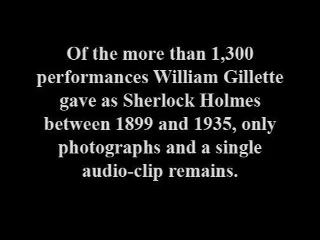 Of the more than 1,300
performances William Gillette
gave as Sherlock Holmes
between 1899 and 1935, only
photographs and a single
audio-clip remains.